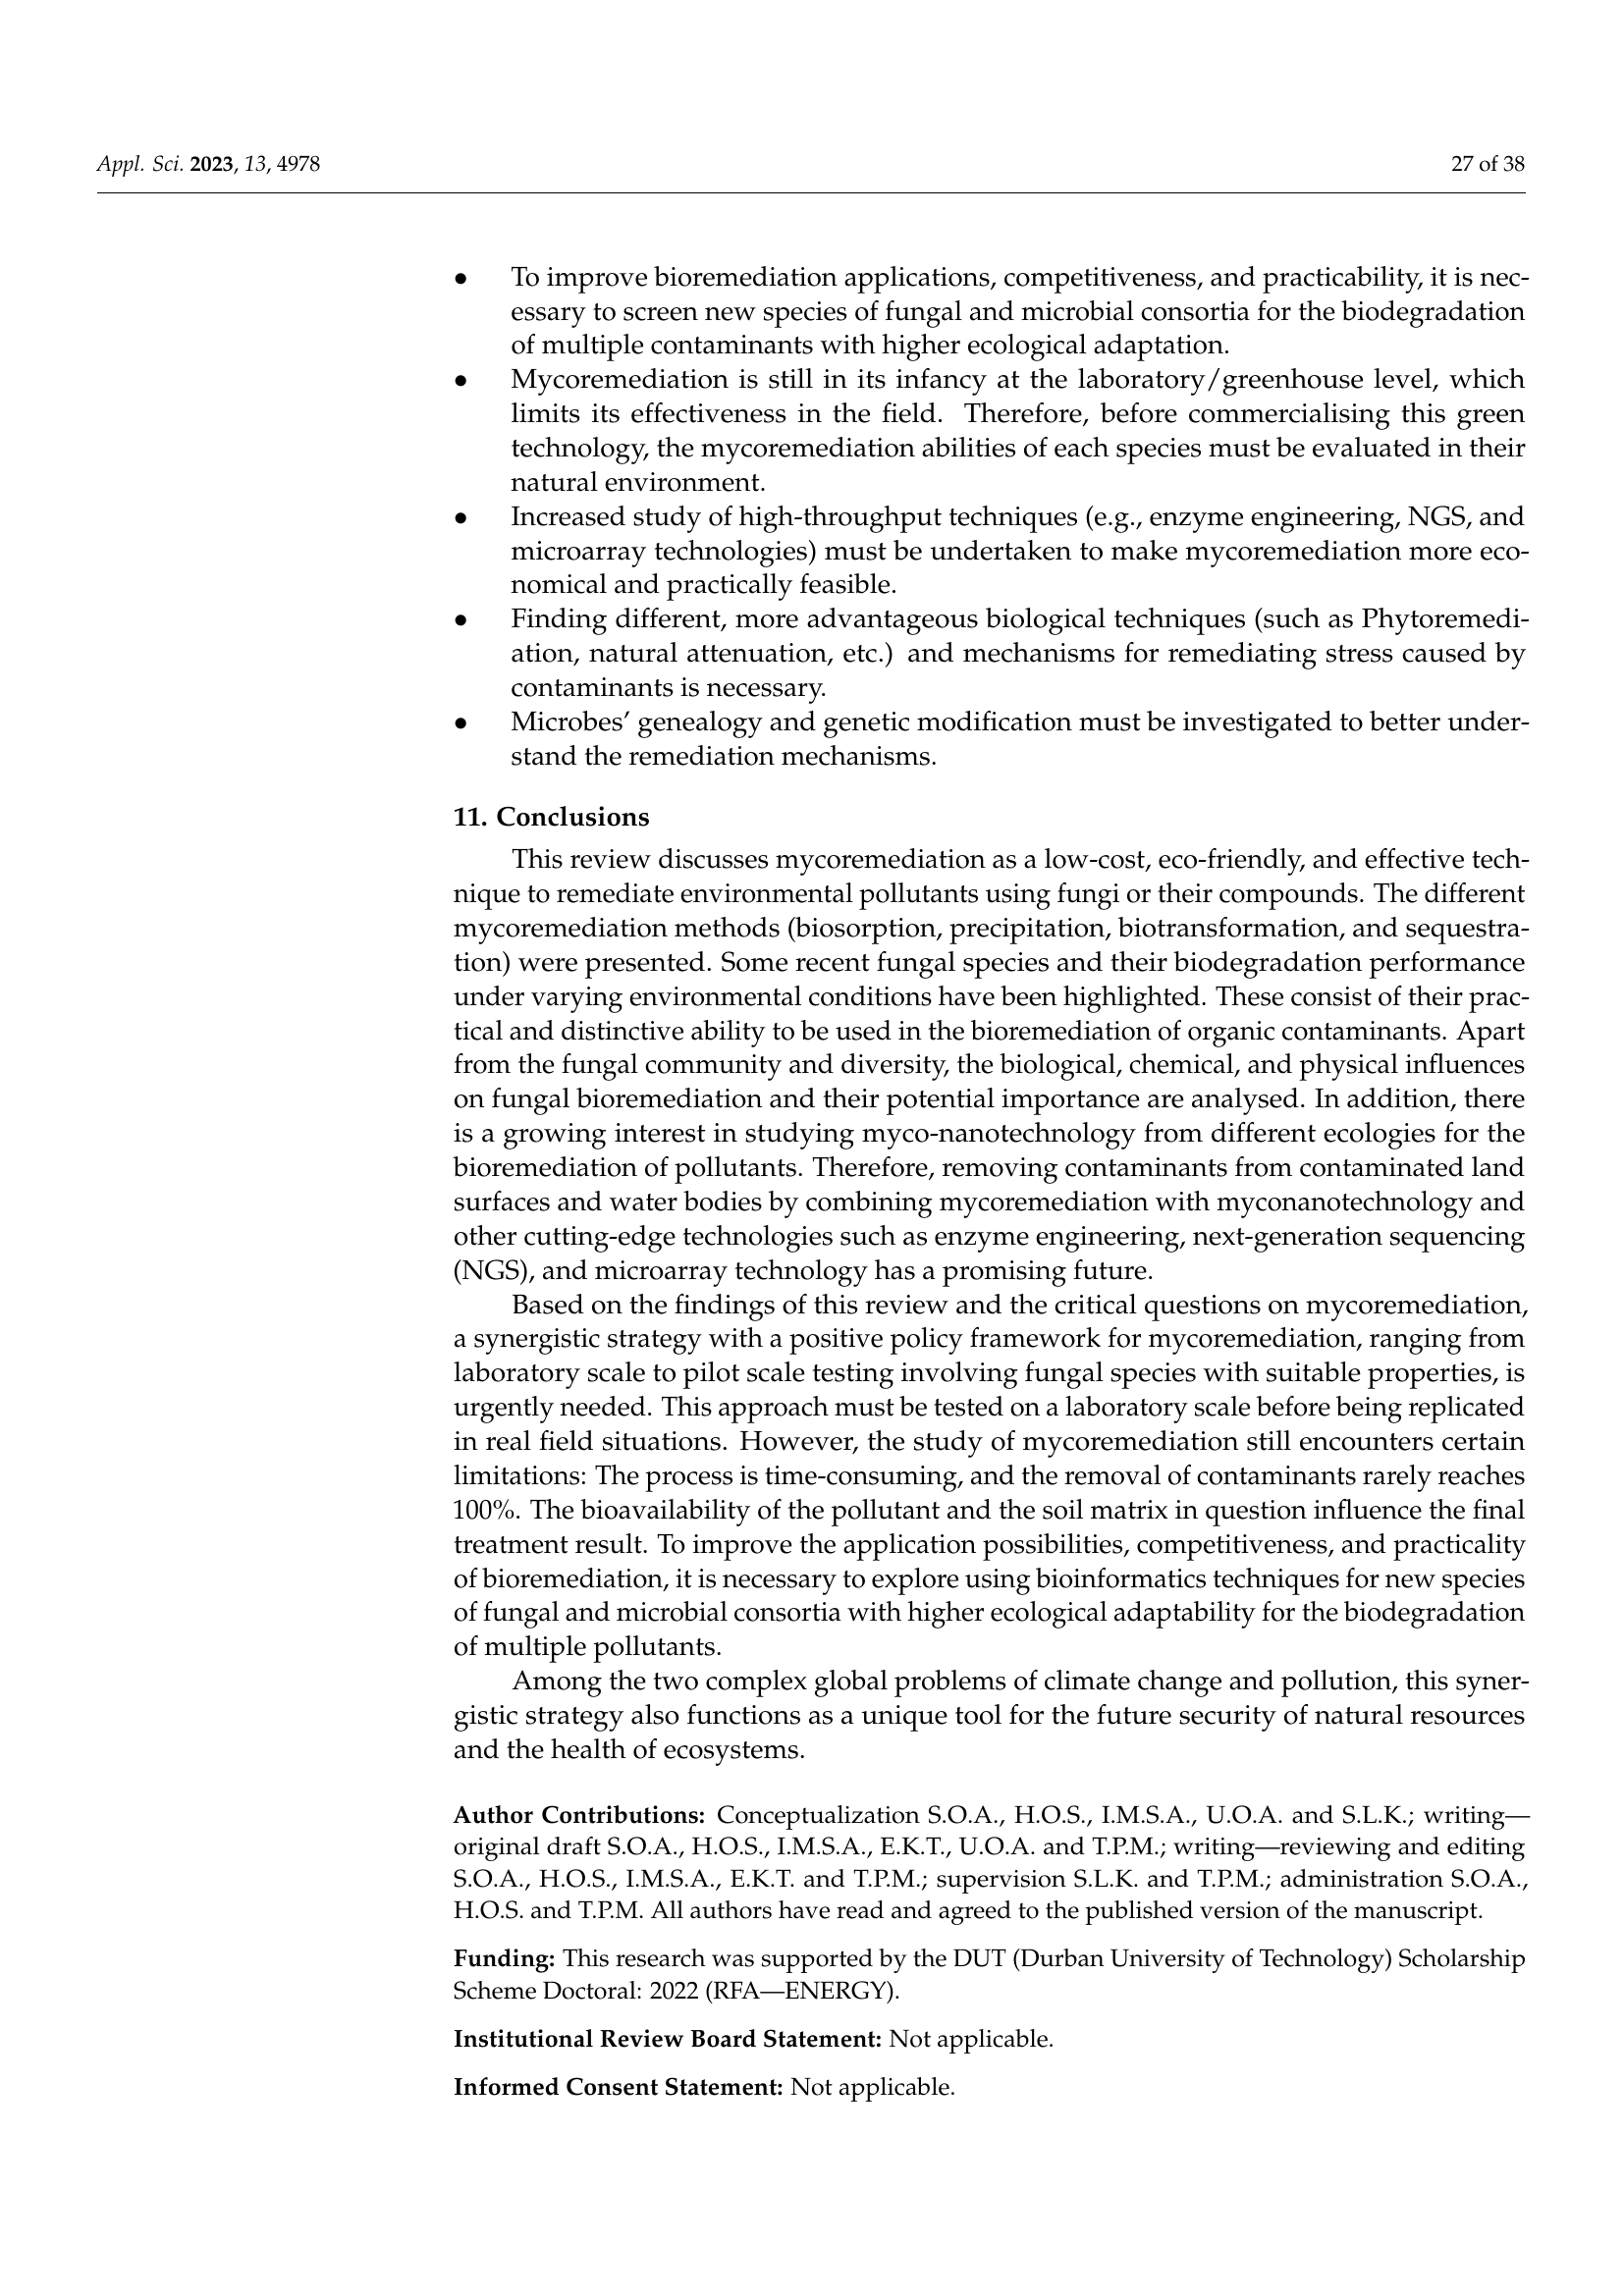 Appl. Sci. 2023, 13, 4978
27 of 38
• To improve bioremediation applications, competitiveness, and practicability, it is nec-
essary to screen new species of fungal and microbial consortia for the biodegradation
of multiple contaminants with higher ecological adaptation.
• Mycoremediation is still in its infancy at the laboratory/greenhouse level, which
limits its effectiveness in the field. Therefore, before commercialising this green
technology, the mycoremediation abilities of each species must be evaluated in their
natural environment.
• Increased study of high-throughput techniques (e.g., enzyme engineering, NGS, and
microarray technologies) must be undertaken to make mycoremediation more eco-
nomical and practically feasible.
• Finding different, more advantageous biological techniques (such as Phytoremedi-
ation, natural attenuation, etc.) and mechanisms for remediating stress caused by
contaminants is necessary.
• Microbes’ genealogy and genetic modification must be investigated to better under-
stand the remediation mechanisms.
11. Conclusions
This review discusses mycoremediation as a low-cost, eco-friendly, and effective tech-
nique to remediate environmental pollutants using fungi or their compounds. The different
mycoremediation methods (biosorption, precipitation, biotransformation, and sequestra-
tion) were presented. Some recent fungal species and their biodegradation performance
under varying environmental conditions have been highlighted. These consist of their prac-
tical and distinctive ability to be used in the bioremediation of organic contaminants. Apart
from the fungal community and diversity, the biological, chemical, and physical influences
on fungal bioremediation and their potential importance are analysed. In addition, there
is a growing interest in studying myco-nanotechnology from different ecologies for the
bioremediation of pollutants. Therefore, removing contaminants from contaminated land
surfaces and water bodies by combining mycoremediation with myconanotechnology and
other cutting-edge technologies such as enzyme engineering, next-generation sequencing
(NGS), and microarray technology has a promising future.
Based on the findings of this review and the critical questions on mycoremediation,
a synergistic strategy with a positive policy framework for mycoremediation, ranging from
laboratory scale to pilot scale testing involving fungal species with suitable properties, is
urgently needed. This approach must be tested on a laboratory scale before being replicated
in real field situations. However, the study of mycoremediation still encounters certain
limitations: The process is time-consuming, and the removal of contaminants rarely reaches
100%. The bioavailability of the pollutant and the soil matrix in question influence the final
treatment result. To improve the application possibilities, competitiveness, and practicality
of bioremediation, it is necessary to explore using bioinformatics techniques for new species
of fungal and microbial consortia with higher ecological adaptability for the biodegradation
of multiple pollutants.
Among the two complex global problems of climate change and pollution, this syner-
gistic strategy also functions as a unique tool for the future security of natural resources
and the health of ecosystems.
Author Contributions: Conceptualization S.O.A., H.O.S., I.M.S.A., U.O.A. and S.L.K.; writing—
original draft S.O.A., H.O.S., I.M.S.A., E.K.T., U.O.A. and T.P.M.; writing—reviewing and editing
S.O.A., H.O.S., I.M.S.A., E.K.T. and T.P.M.; supervision S.L.K. and T.P.M.; administration S.O.A.,
H.O.S. and T.P.M. All authors have read and agreed to the published version of the manuscript.
Funding: This research was supported by the DUT (Durban University of Technology) Scholarship
Scheme Doctoral: 2022 (RFA—ENERGY).
Institutional Review Board Statement: Not applicable.
Informed Consent Statement: Not applicable.